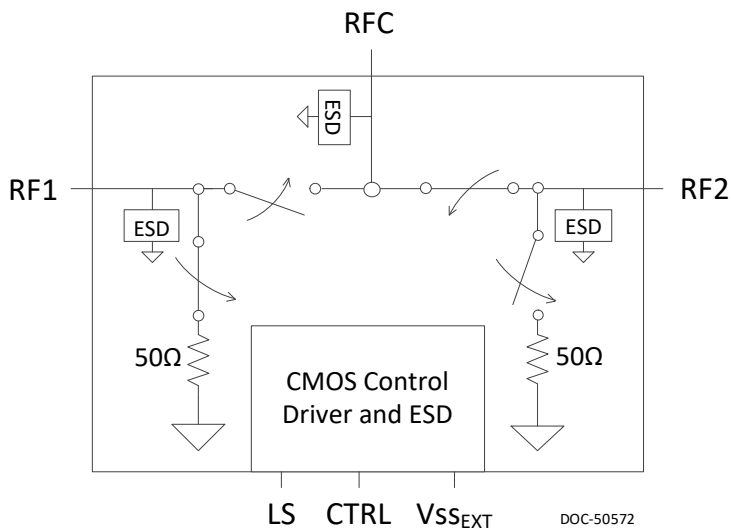 RFC
ESD
RF1
RF2
ESD
ESD
50Ω
50Ω
CMOS Control
Driver and ESD
LS CTRL VssEXT
DOC-50572